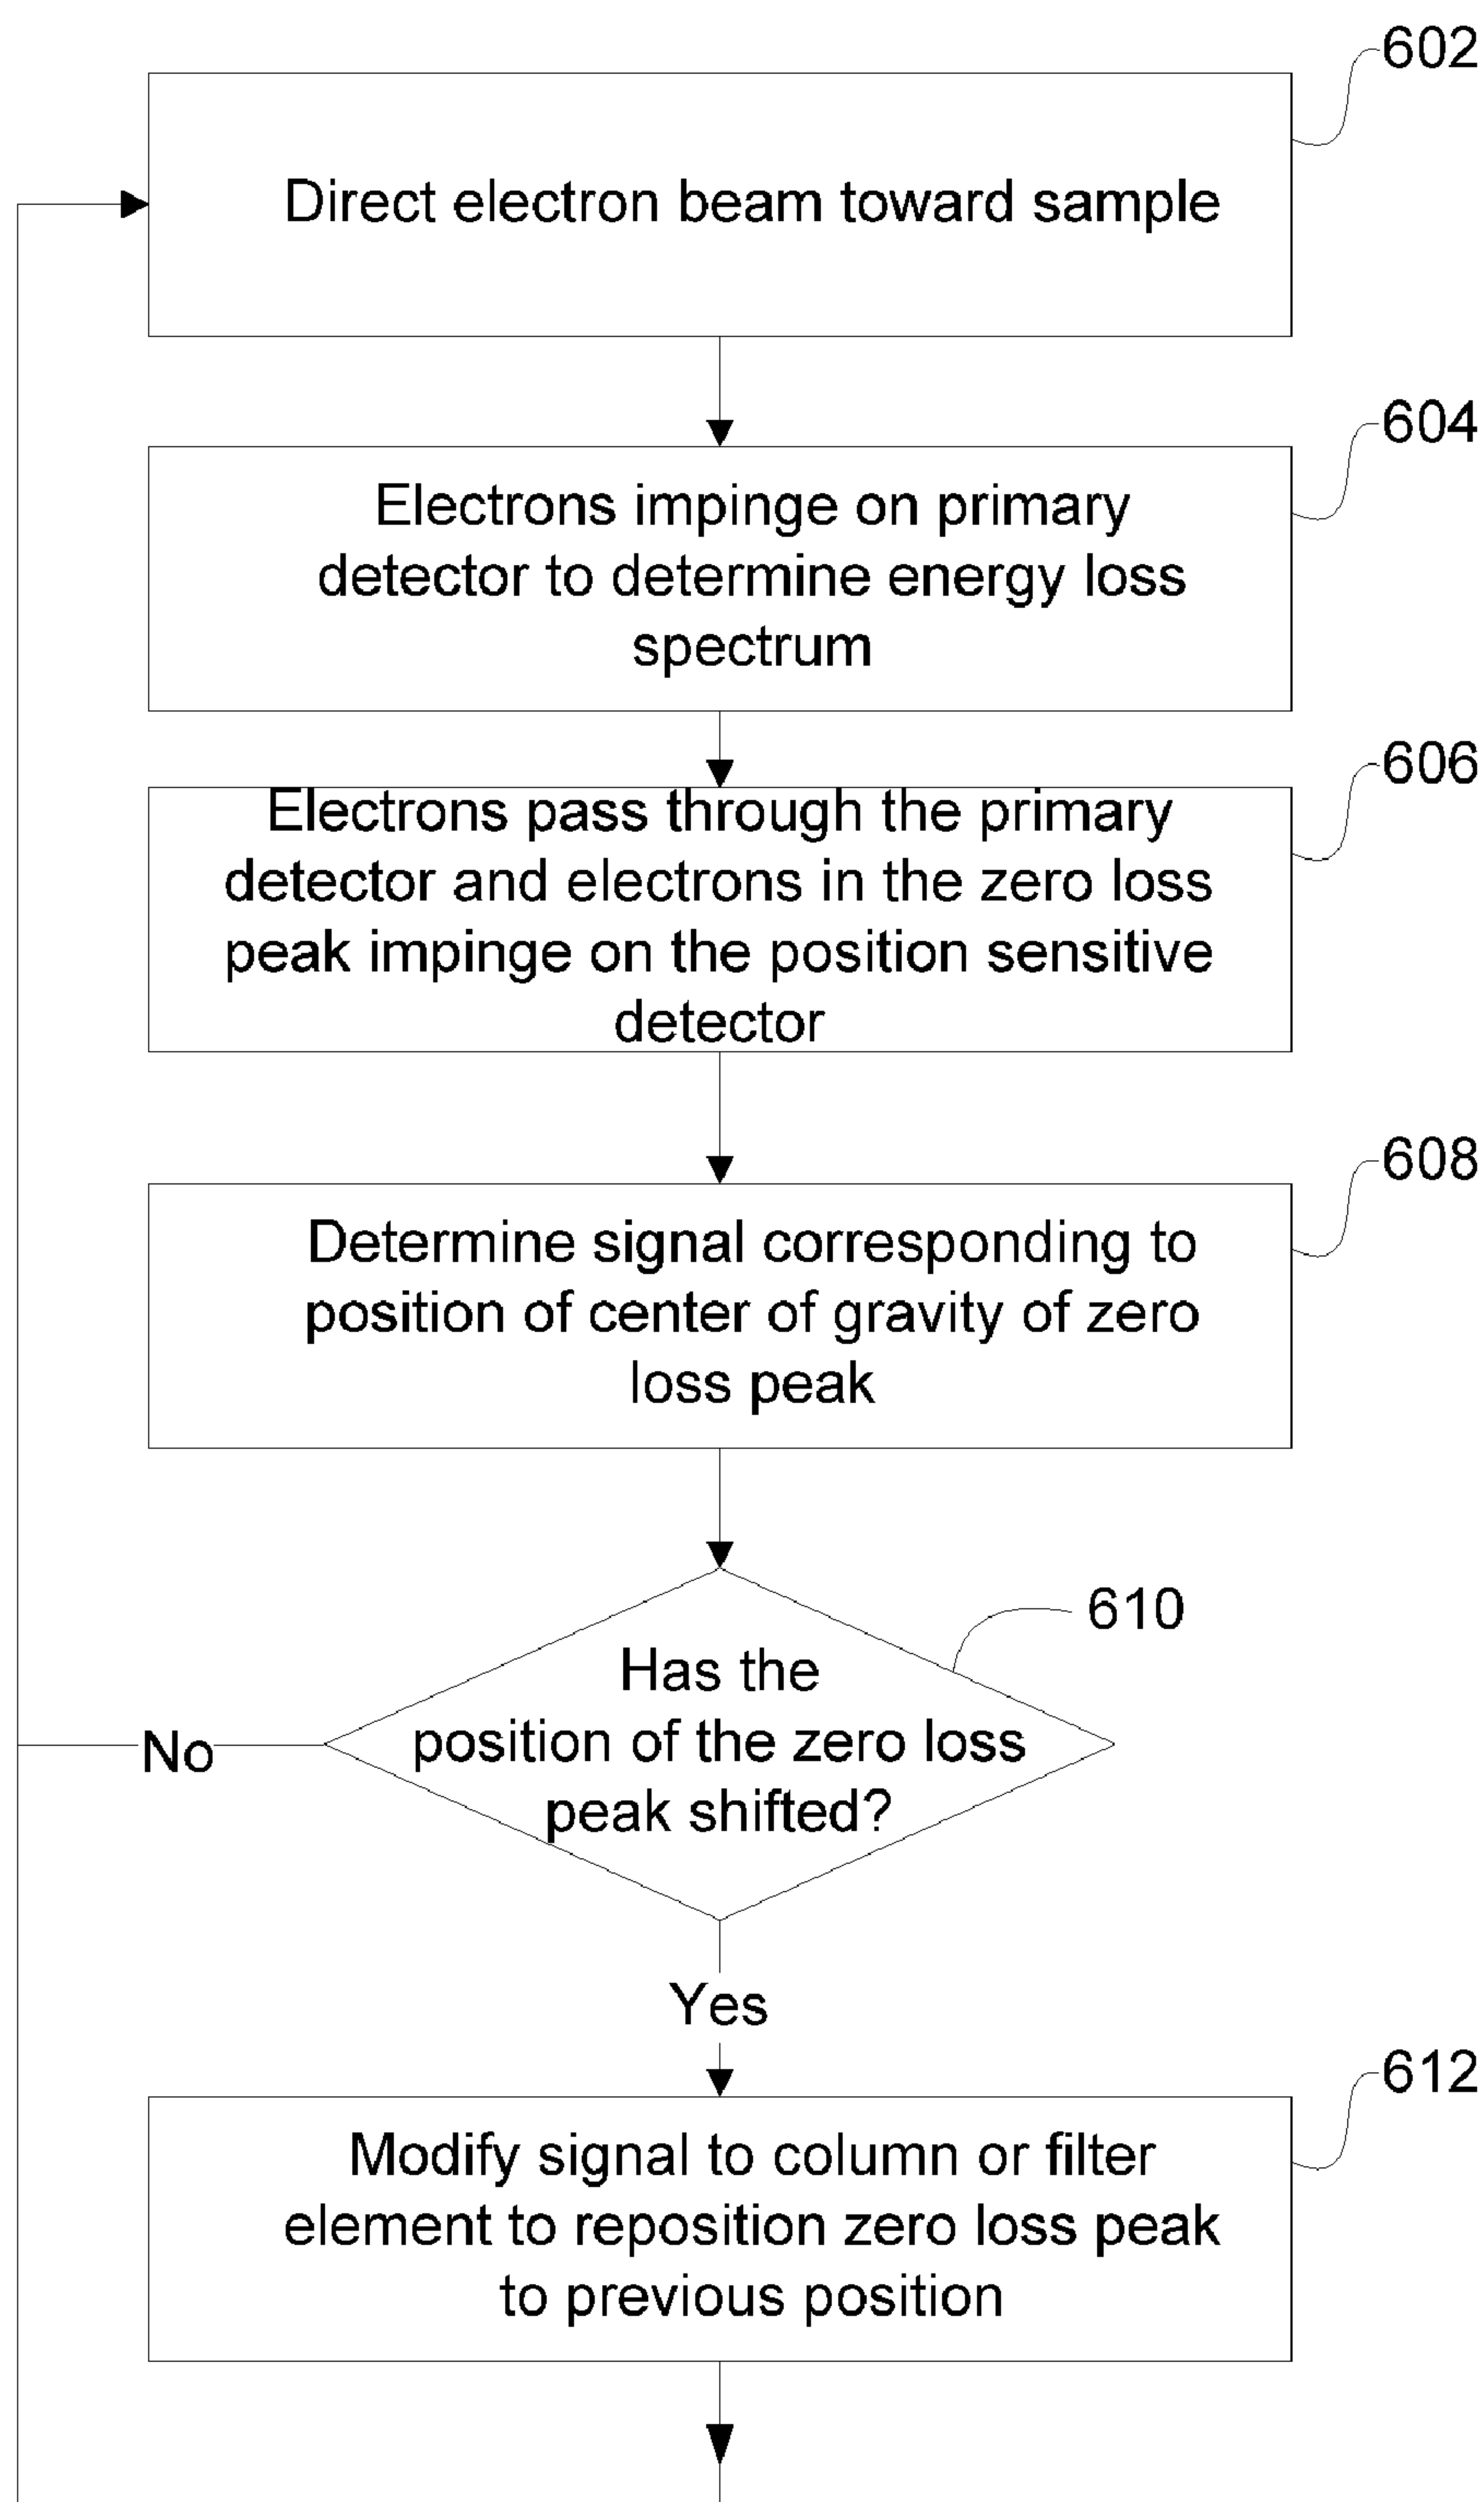 602
Direct electron beam toward sample
604
Electrons impinge on primary
detector to determine energy loss
spectrum
606
Electrons pass through the primary
detector and electrons in the zero loss
peak impinge on the position sensitive
detector
608
Determine signal corresponding to
position of center of gravity of zero
loss peak
610
Has the
position of the zero loss
peak shifted?
No
Yes
612
Modify signal to column or filter
element to reposition zero loss peak
to previous position